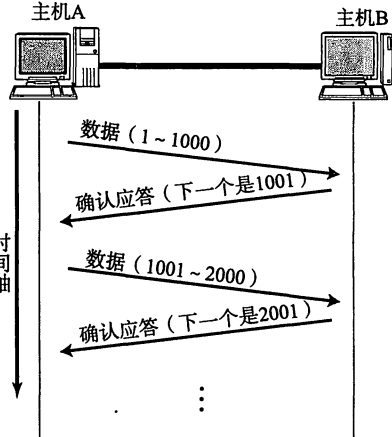 主机A
主机B
数据（1～1000）
确认应答（下一个是1001）
数据（1001～2000）
确认应答（下一个是2001）
时间轴
⋮